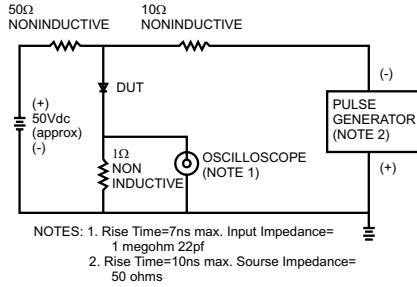 50Ω
NONINDUCTIVE
10Ω
NONINDUCTIVE
DUT
(+)
50Vdc
(approx)
(-)
(-)
PULSE
GENERATOR
(NOTE 2)
(+)
1Ω
NON
INDUCTIVE
OSCILLOSCOPE
(NOTE 1)
NOTES: 1. Rise Time=7ns max. Input Impedance=
1 megohm 22pf
2. Rise Time=10ns max. Sourse Impedance=
50 ohms